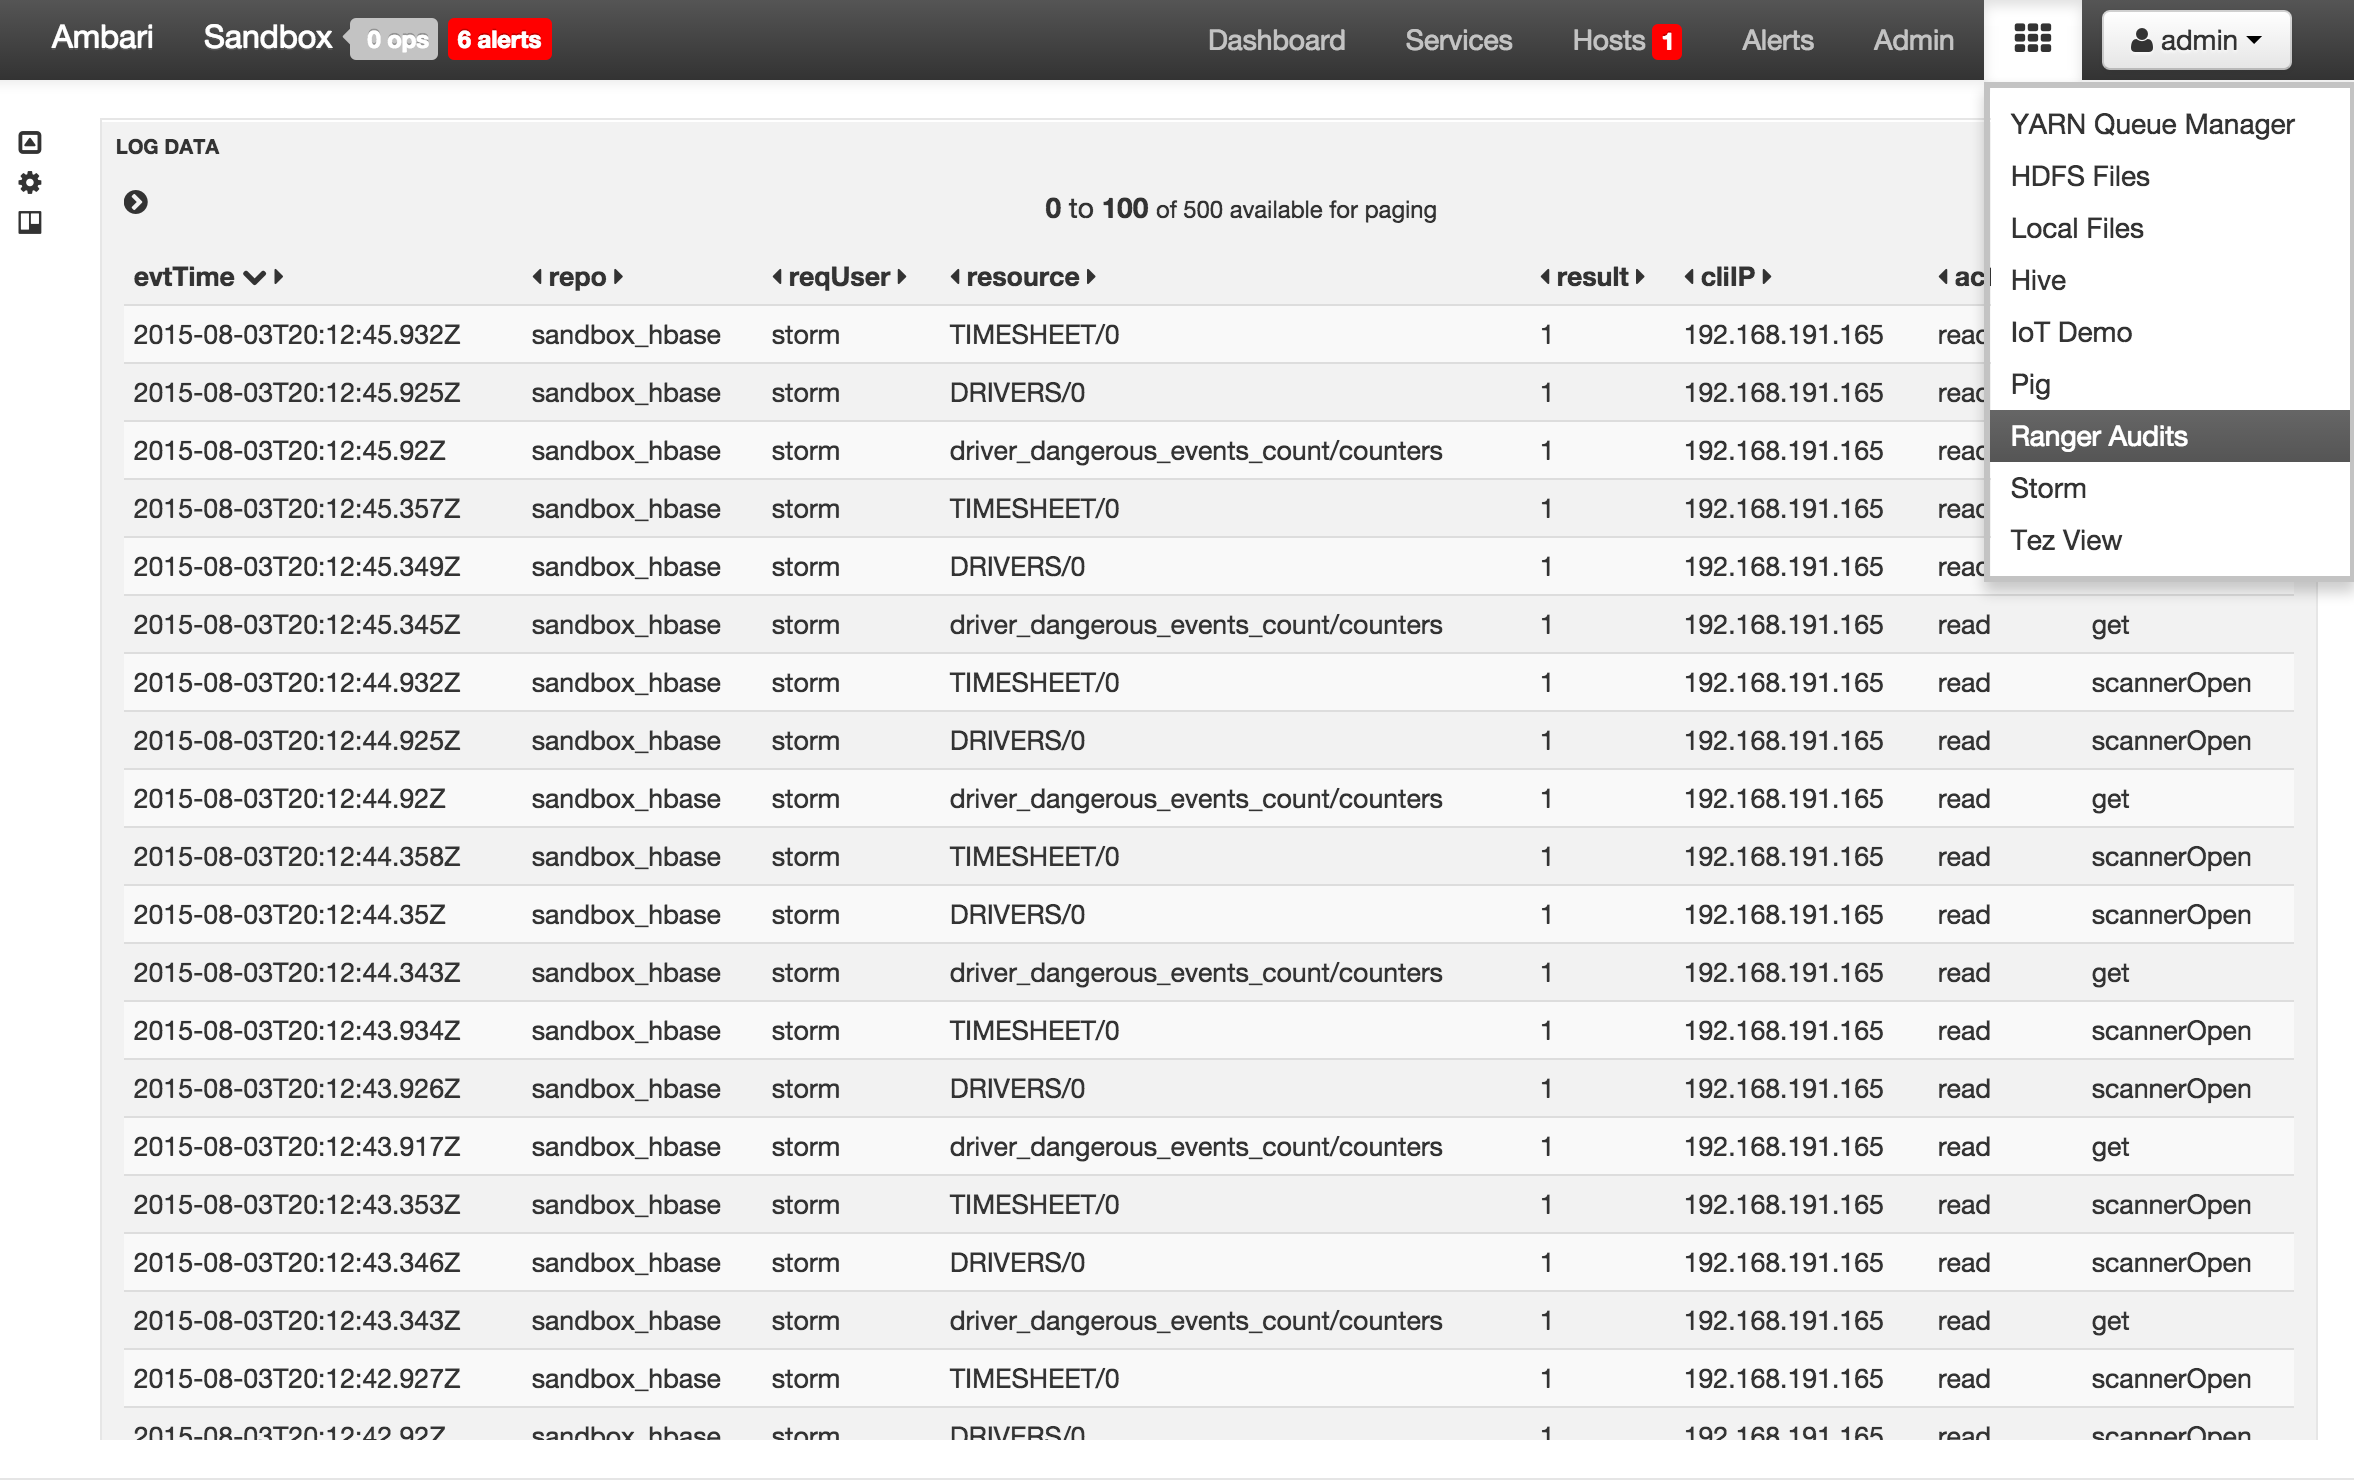 Ambari Sandbox 0 ops 6 alerts Dashboard Services Hosts 1 Alerts Admin admin
YARN Queue Manager
HDFS Files
Local Files
Hive
IoT Demo
Pig
Ranger Audits
Storm
Tez View
LOG DATA
0 to 100 of 500 available for paging
evtTime repo reqUser resource result cliIP
2015-08-03T20:12:45.932Z sandbox_hbase storm TIMESHEET/0 1 192.168.191.165 read
2015-08-03T20:12:45.925Z sandbox_hbase storm DRIVERS/0 1 192.168.191.165 read
2015-08-03T20:12:45.92Z sandbox_hbase storm driver_dangerous_events_count/counters 1 192.168.191.165 read
2015-08-03T20:12:45.357Z sandbox_hbase storm TIMESHEET/0 1 192.168.191.165 read
2015-08-03T20:12:45.349Z sandbox_hbase storm DRIVERS/0 1 192.168.191.165 read
2015-08-03T20:12:45.345Z sandbox_hbase storm driver_dangerous_events_count/counters 1 192.168.191.165 read get
2015-08-03T20:12:44.932Z sandbox_hbase storm TIMESHEET/0 1 192.168.191.165 read scannerOpen
2015-08-03T20:12:44.925Z sandbox_hbase storm DRIVERS/0 1 192.168.191.165 read scannerOpen
2015-08-03T20:12:44.92Z sandbox_hbase storm driver_dangerous_events_count/counters 1 192.168.191.165 read get
2015-08-03T20:12:44.358Z sandbox_hbase storm TIMESHEET/0 1 192.168.191.165 read scannerOpen
2015-08-03T20:12:44.35Z sandbox_hbase storm DRIVERS/0 1 192.168.191.165 read scannerOpen
2015-08-03T20:12:44.343Z sandbox_hbase storm driver_dangerous_events_count/counters 1 192.168.191.165 read get
2015-08-03T20:12:43.934Z sandbox_hbase storm TIMESHEET/0 1 192.168.191.165 read scannerOpen
2015-08-03T20:12:43.926Z sandbox_hbase storm DRIVERS/0 1 192.168.191.165 read scannerOpen
2015-08-03T20:12:43.917Z sandbox_hbase storm driver_dangerous_events_count/counters 1 192.168.191.165 read get
2015-08-03T20:12:43.353Z sandbox_hbase storm TIMESHEET/0 1 192.168.191.165 read scannerOpen
2015-08-03T20:12:43.346Z sandbox_hbase storm DRIVERS/0 1 192.168.191.165 read scannerOpen
2015-08-03T20:12:43.343Z sandbox_hbase storm driver_dangerous_events_count/counters 1 192.168.191.165 read get
2015-08-03T20:12:42.927Z sandbox_hbase storm TIMESHEET/0 1 192.168.191.165 read scannerOpen
2015-08-03T20:12:42.92Z sandbox_hbase storm DRIVERS/0 1 192.168.191.165 read scannerOpen